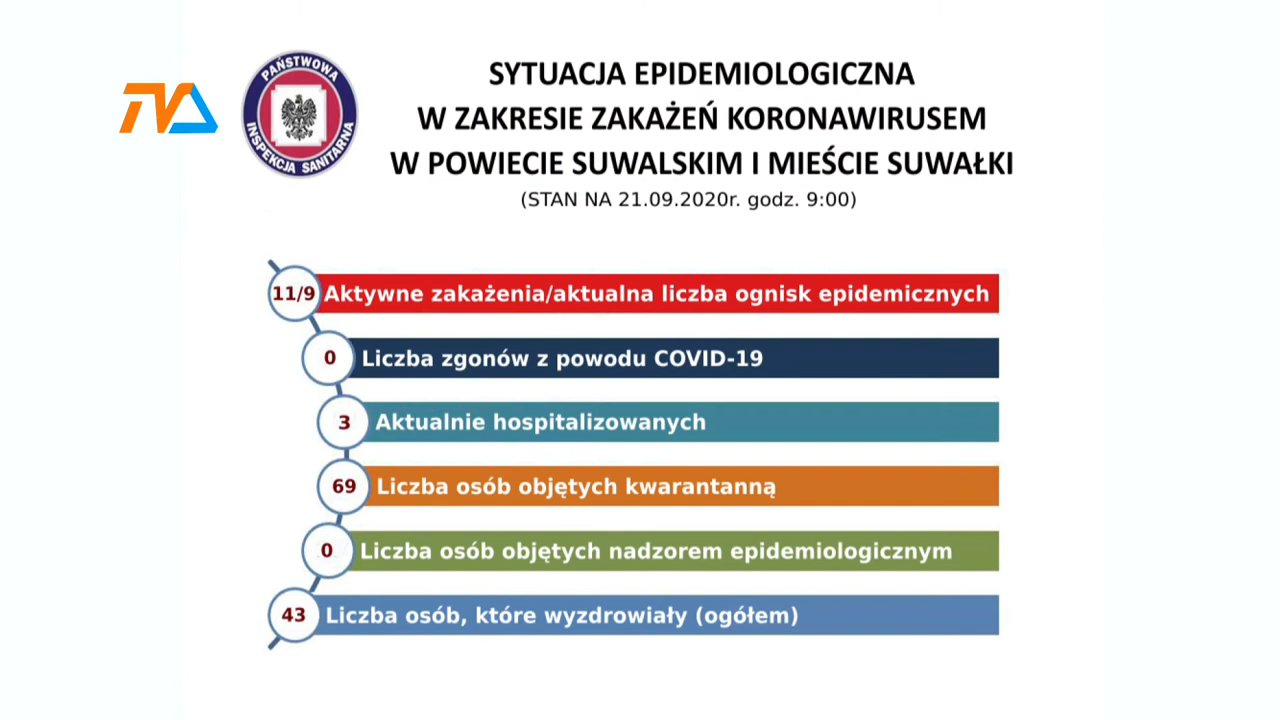 TVA
PAŃSTWOWA
INSPEKCJA SANITARNA
SYTUACJA EPIDEMIOLOGICZNA
W ZAKRESIE ZAKAŻEŃ KORONAWIRUSEM
W POWIECIE SUWALSKIM I MIEŚCIE SUWAŁKI
(STAN NA 21.09.2020r. godz. 9:00)
11/9 Aktywne zakażenia/aktualna liczba ognisk epidemicznych
0 Liczba zgonów z powodu COVID-19
3 Aktualnie hospitalizowanych
69 Liczba osób objętych kwarantanną
0 Liczba osób objętych nadzorem epidemiologicznym
43 Liczba osób, które wyzdrowiały (ogółem)